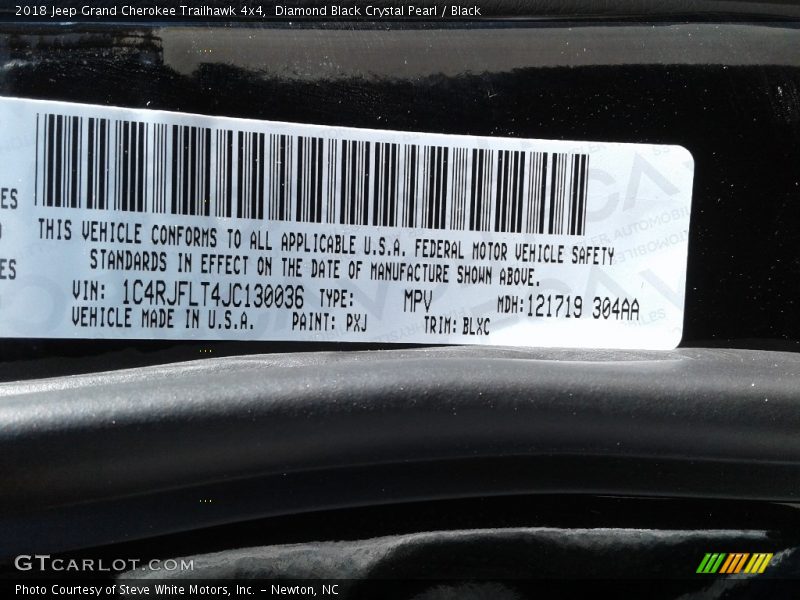 2018 Jeep Grand Cherokee Trailhawk 4x4,  Diamond Black Crystal Pearl / Black
ES
ES
THIS VEHICLE CONFORMS TO ALL APPLICABLE U.S.A. FEDERAL MOTOR VEHICLE SAFETY
STANDARDS IN EFFECT ON THE DATE OF MANUFACTURE SHOWN ABOVE.
VIN: 1C4RJFLT4JC130036 TYPE: MPV MDH:121719 304AA
VEHICLE MADE IN U.S.A. PAINT: PXJ TRIM: BLXC
GTCARLOT.COM
Photo Courtesy of Steve White Motors, Inc. – Newton, NC